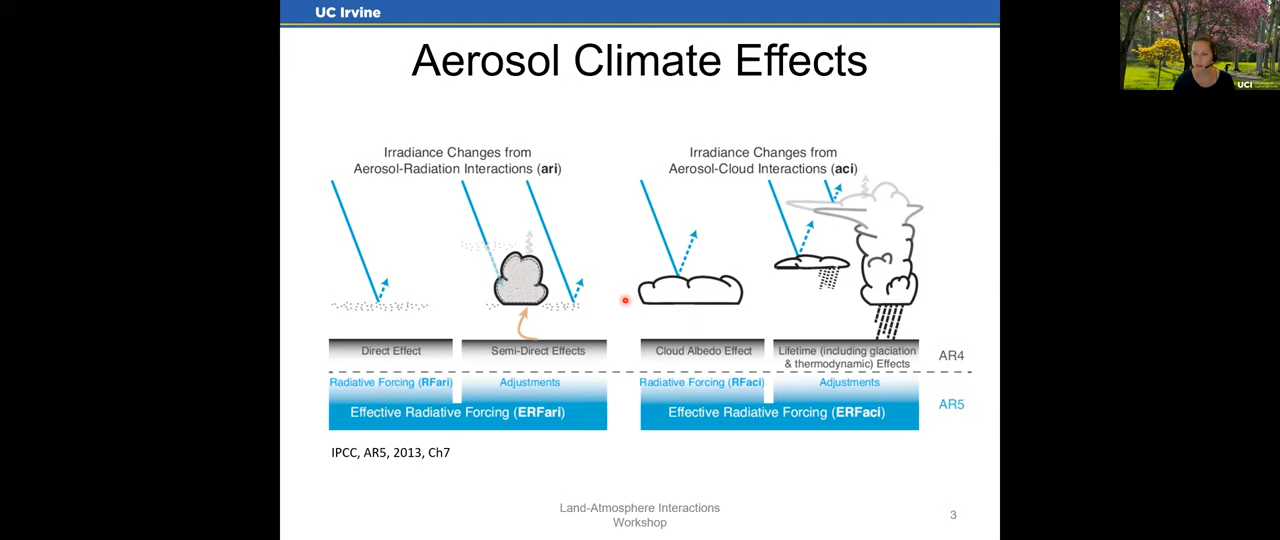 UC Irvine
Aerosol Climate Effects
Irradiance Changes from
Aerosol-Radiation Interactions (ari)
Irradiance Changes from
Aerosol-Cloud Interactions (aci)
Direct Effect
Semi-Direct Effects
Cloud Albedo Effect
Lifetime (including glaciation
& thermodynamic) Effects
AR4
Radiative Forcing (RFari)
Adjustments
Radiative Forcing (RFaci)
Adjustments
AR5
Effective Radiative Forcing (ERFari)
Effective Radiative Forcing (ERFaci)
IPCC, AR5, 2013, Ch7
Land-Atmosphere Interactions
Workshop
3
UCI